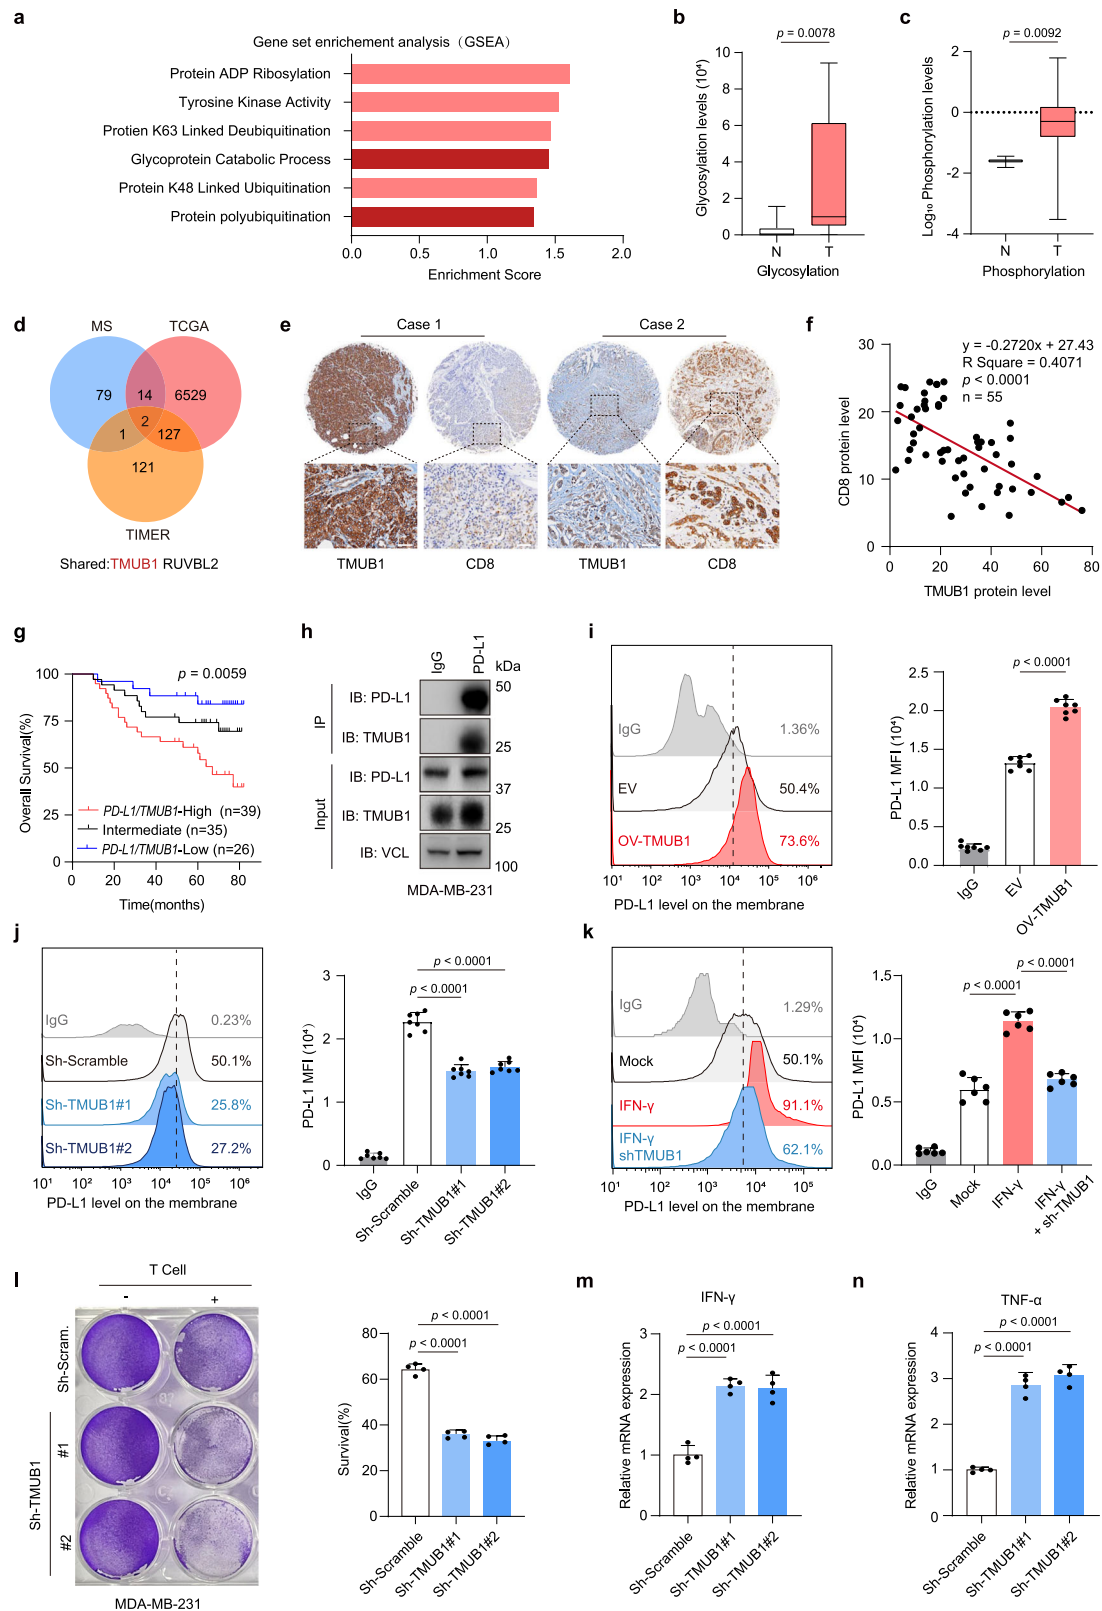 a
Gene set enrichement analysis（GSEA）
Protein ADP Ribosylation
Tyrosine Kinase Activity
Protien K63 Linked Deubiquitination
Glycoprotein Catabolic Process
Protein K48 Linked Ubiquitination
Protein polyubiquitination
0.0 0.5 1.0 1.5 2.0
Enrichment Score
b
p = 0.0078
Glycosylation levels (10⁴)
10
8
6
4
2
0
N T
Glycosylation
c
p = 0.0092
Log₁₀ Phosphorylation levels
2
0
-2
-4
N T
Phosphorylation
d
MS TCGA
79 14 6529
2
1 127
121
TIMER
Shared:TMUB1 RUVBL2
e
Case 1 Case 2
TMUB1 CD8 TMUB1 CD8
f
y = -0.2720x + 27.43
R Square = 0.4071
p < 0.0001
n = 55
CD8 protein level
30
20
10
0
0 20 40 60 80
TMUB1 protein level
g
p = 0.0059
Overall Survival(%)
100
75
50
25
0
PD-L1/TMUB1-High (n=39)
Intermediate (n=35)
PD-L1/TMUB1-Low (n=26)
0 20 40 60 80
Time(months)
h
IgG PD-L1 kDa
IP
IB: PD-L1 50
IB: TMUB1 25
Input
IB: PD-L1 37
IB: TMUB1 25
IB: VCL 100
MDA-MB-231
i
IgG 1.36%
EV 50.4%
OV-TMUB1 73.6%
10¹ 10² 10³ 10⁴ 10⁵ 10⁶
PD-L1 level on the membrane
p < 0.0001
PD-L1 MFI (10⁴)
2.5
2.0
1.5
1.0
0.5
0.0
IgG EV OV-TMUB1
j
IgG 0.23%
Sh-Scramble 50.1%
Sh-TMUB1#1 25.8%
Sh-TMUB1#2 27.2%
10¹ 10² 10³ 10⁴ 10⁵ 10⁶
PD-L1 level on the membrane
p < 0.0001
p < 0.0001
PD-L1 MFI (10⁴)
3
2
1
0
IgG Sh-Scramble Sh-TMUB1#1 Sh-TMUB1#2
k
IgG 1.29%
Mock 50.1%
IFN-γ 91.1%
IFN-γ
shTMUB1 62.1%
10¹ 10² 10³ 10⁴ 10⁵ 10⁶
PD-L1 level on the membrane
p < 0.0001
p < 0.0001
PD-L1 MFI (10⁴)
1.5
1.0
0.5
0.0
IgG Mock IFN-γ IFN-γ
+ sh-TMUB1
l
T Cell
- +
Sh-Scram.
Sh-TMUB1
#1
#2
MDA-MB-231
p < 0.0001
p < 0.0001
Survival(%)
80
60
40
20
0
Sh-Scramble Sh-TMUB1#1 Sh-TMUB1#2
m
IFN-γ
p < 0.0001
p < 0.0001
Relative mRNA expression
3
2
1
0
Sh-Scramble Sh-TMUB1#1 Sh-TMUB1#2
n
TNF-α
p < 0.0001
p < 0.0001
Relative mRNA expression
4
3
2
1
0
Sh-Scramble Sh-TMUB1#1 Sh-TMUB1#2